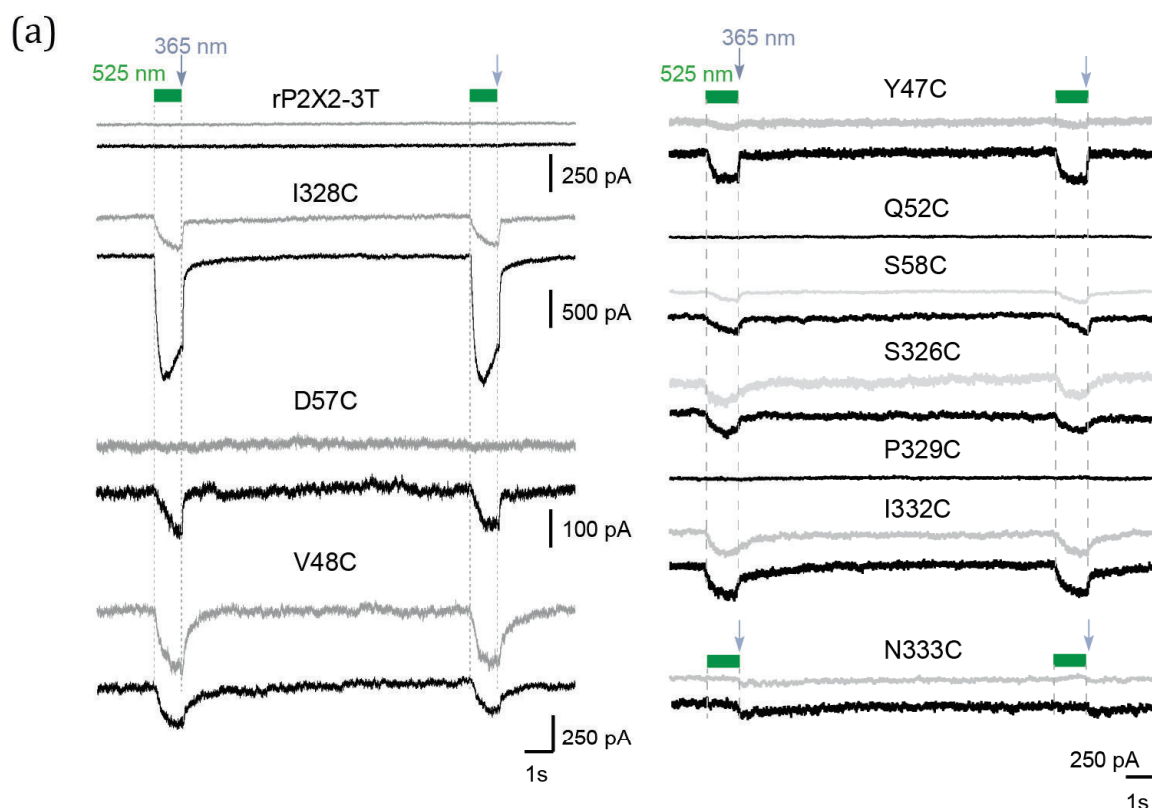 (a)
365 nm
525 nm
rP2X2-3T
250 pA
I328C
500 pA
D57C
100 pA
V48C
250 pA
1s
365 nm
525 nm
Y47C
Q52C
S58C
S326C
P329C
I332C
N333C
250 pA
1s